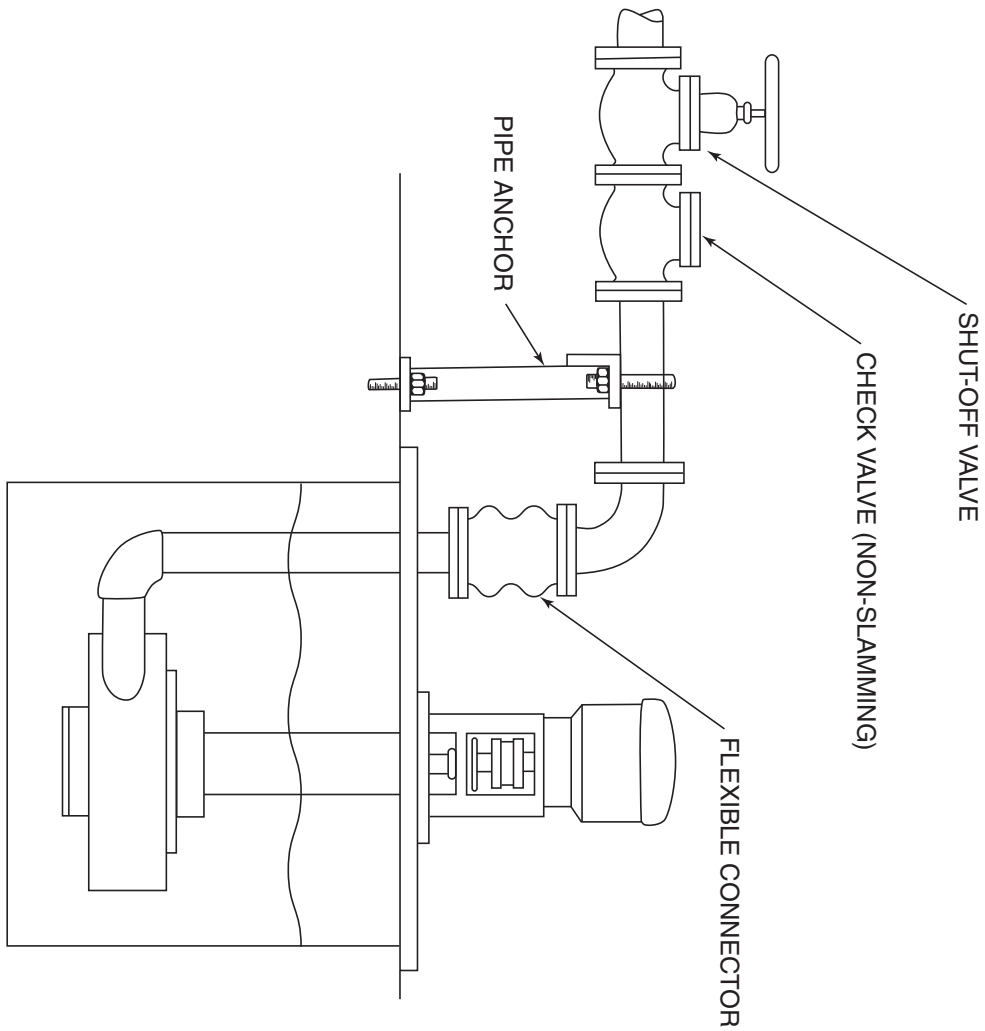 SHUT-OFF VALVE
CHECK VALVE (NON-SLAMMING)
PIPE ANCHOR
FLEXIBLE CONNECTOR